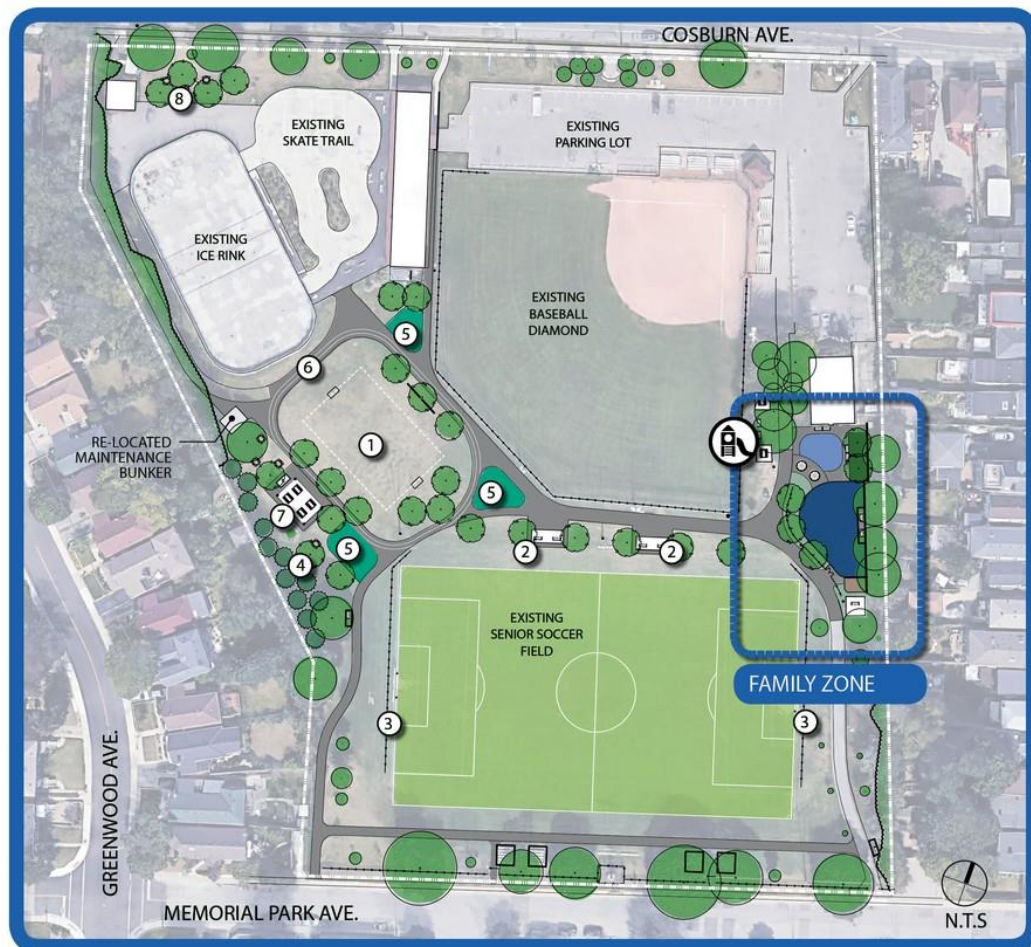 COSBURN AVE.
8
EXISTING
SKATE TRAIL
EXISTING
PARKING LOT
EXISTING
ICE RINK
EXISTING
BASEBALL
DIAMOND
5
6
RE-LOCATED
MAINTENANCE
BUNKER
1
5
7
5
4
2
2
EXISTING
SENIOR SOCCER
FIELD
FAMILY ZONE
3
3
GREENWOOD AVE.
MEMORIAL PARK AVE.
N.T.S